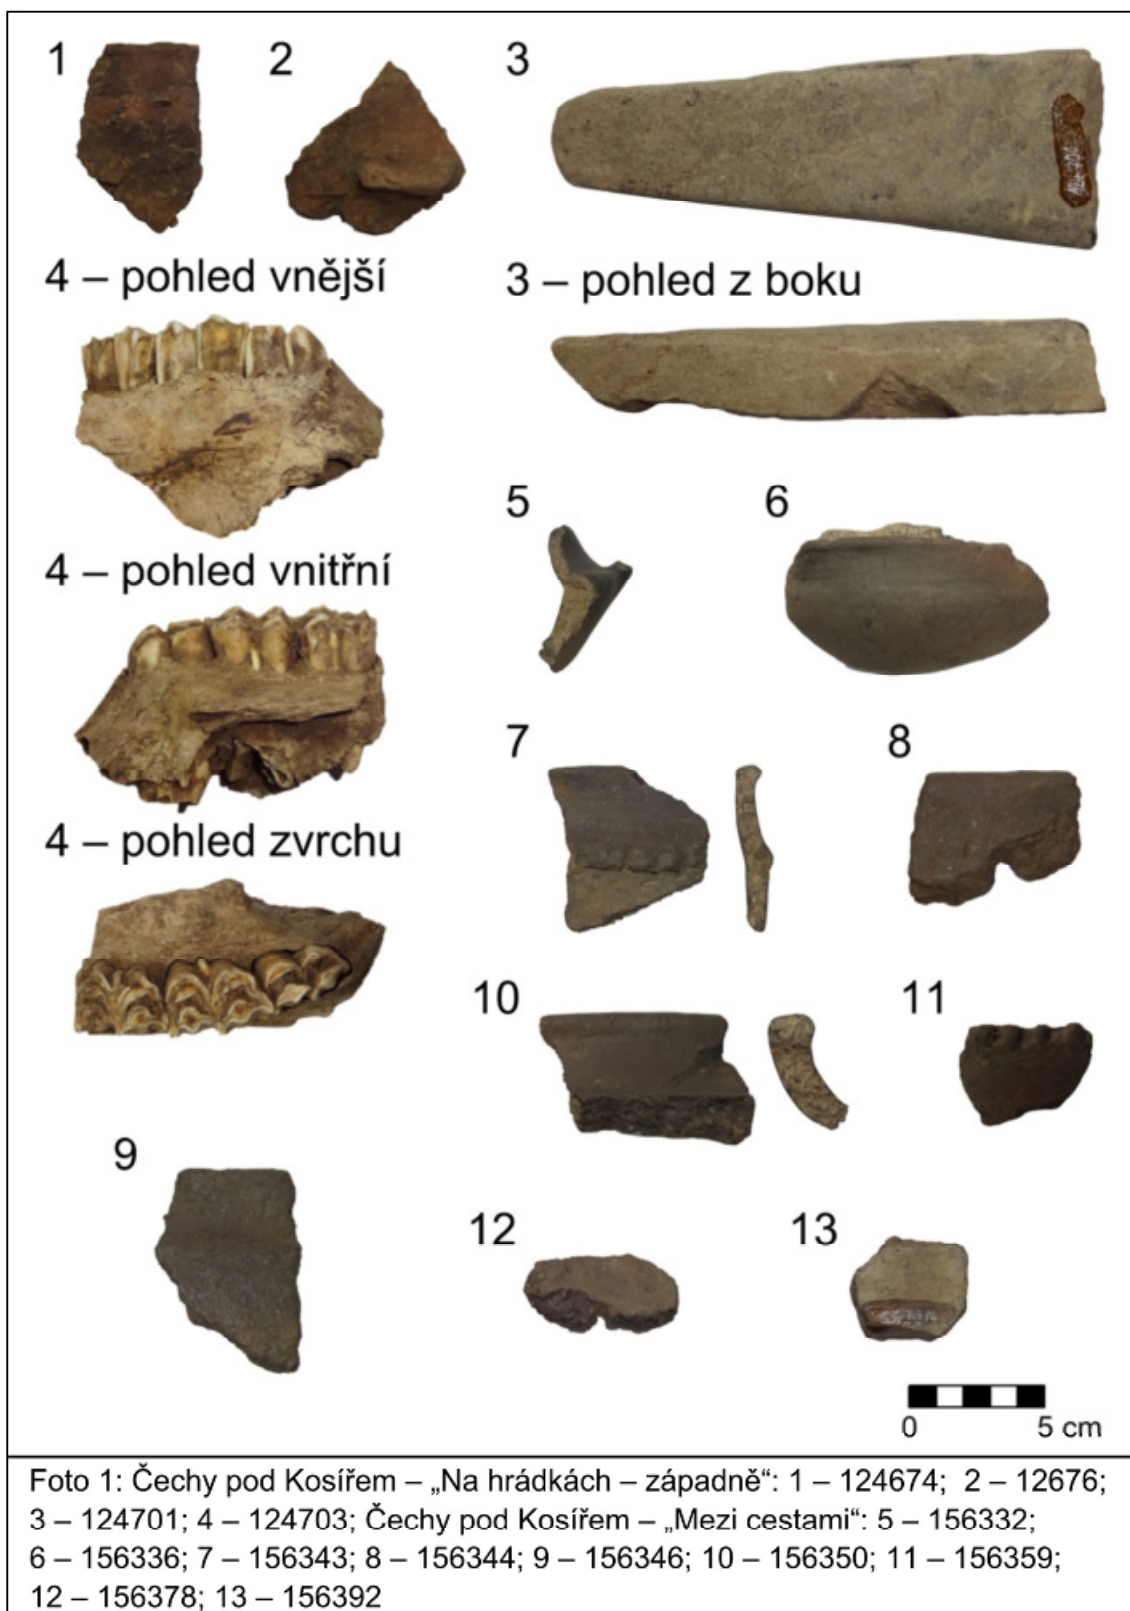 1
2
3
4 – pohled vnější
3 – pohled z boku
5
6
4 – pohled vnitřní
7
8
4 – pohled zvrchu
10
11
9
12
13
0 5 cm
Foto 1: Čechy pod Kosířem – „Na hrádkách – západně“: 1 – 124674; 2 – 12676;
3 – 124701; 4 – 124703; Čechy pod Kosířem – „Mezi cestami“: 5 – 156332;
6 – 156336; 7 – 156343; 8 – 156344; 9 – 156346; 10 – 156350; 11 – 156359;
12 – 156378; 13 – 156392